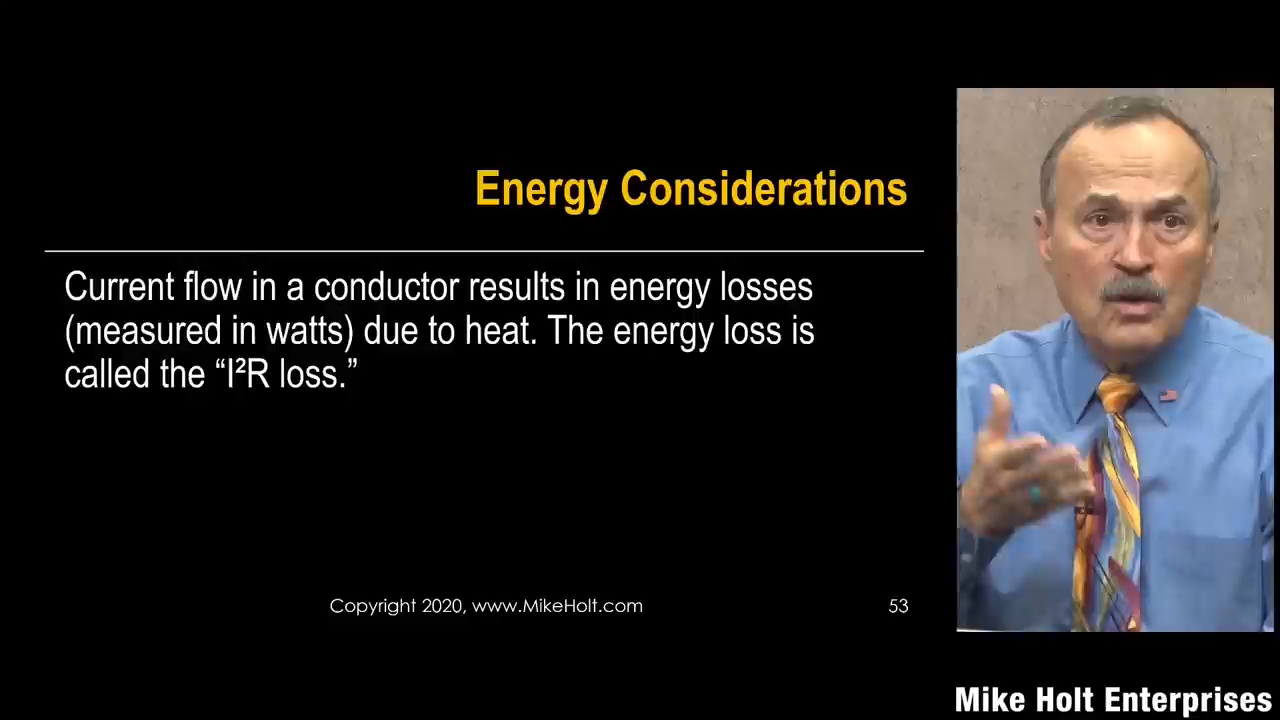 Energy Considerations
Current flow in a conductor results in energy losses
(measured in watts) due to heat. The energy loss is
called the “I²R loss.”
Copyright 2020, www.MikeHolt.com
53
Mike Holt Enterprises